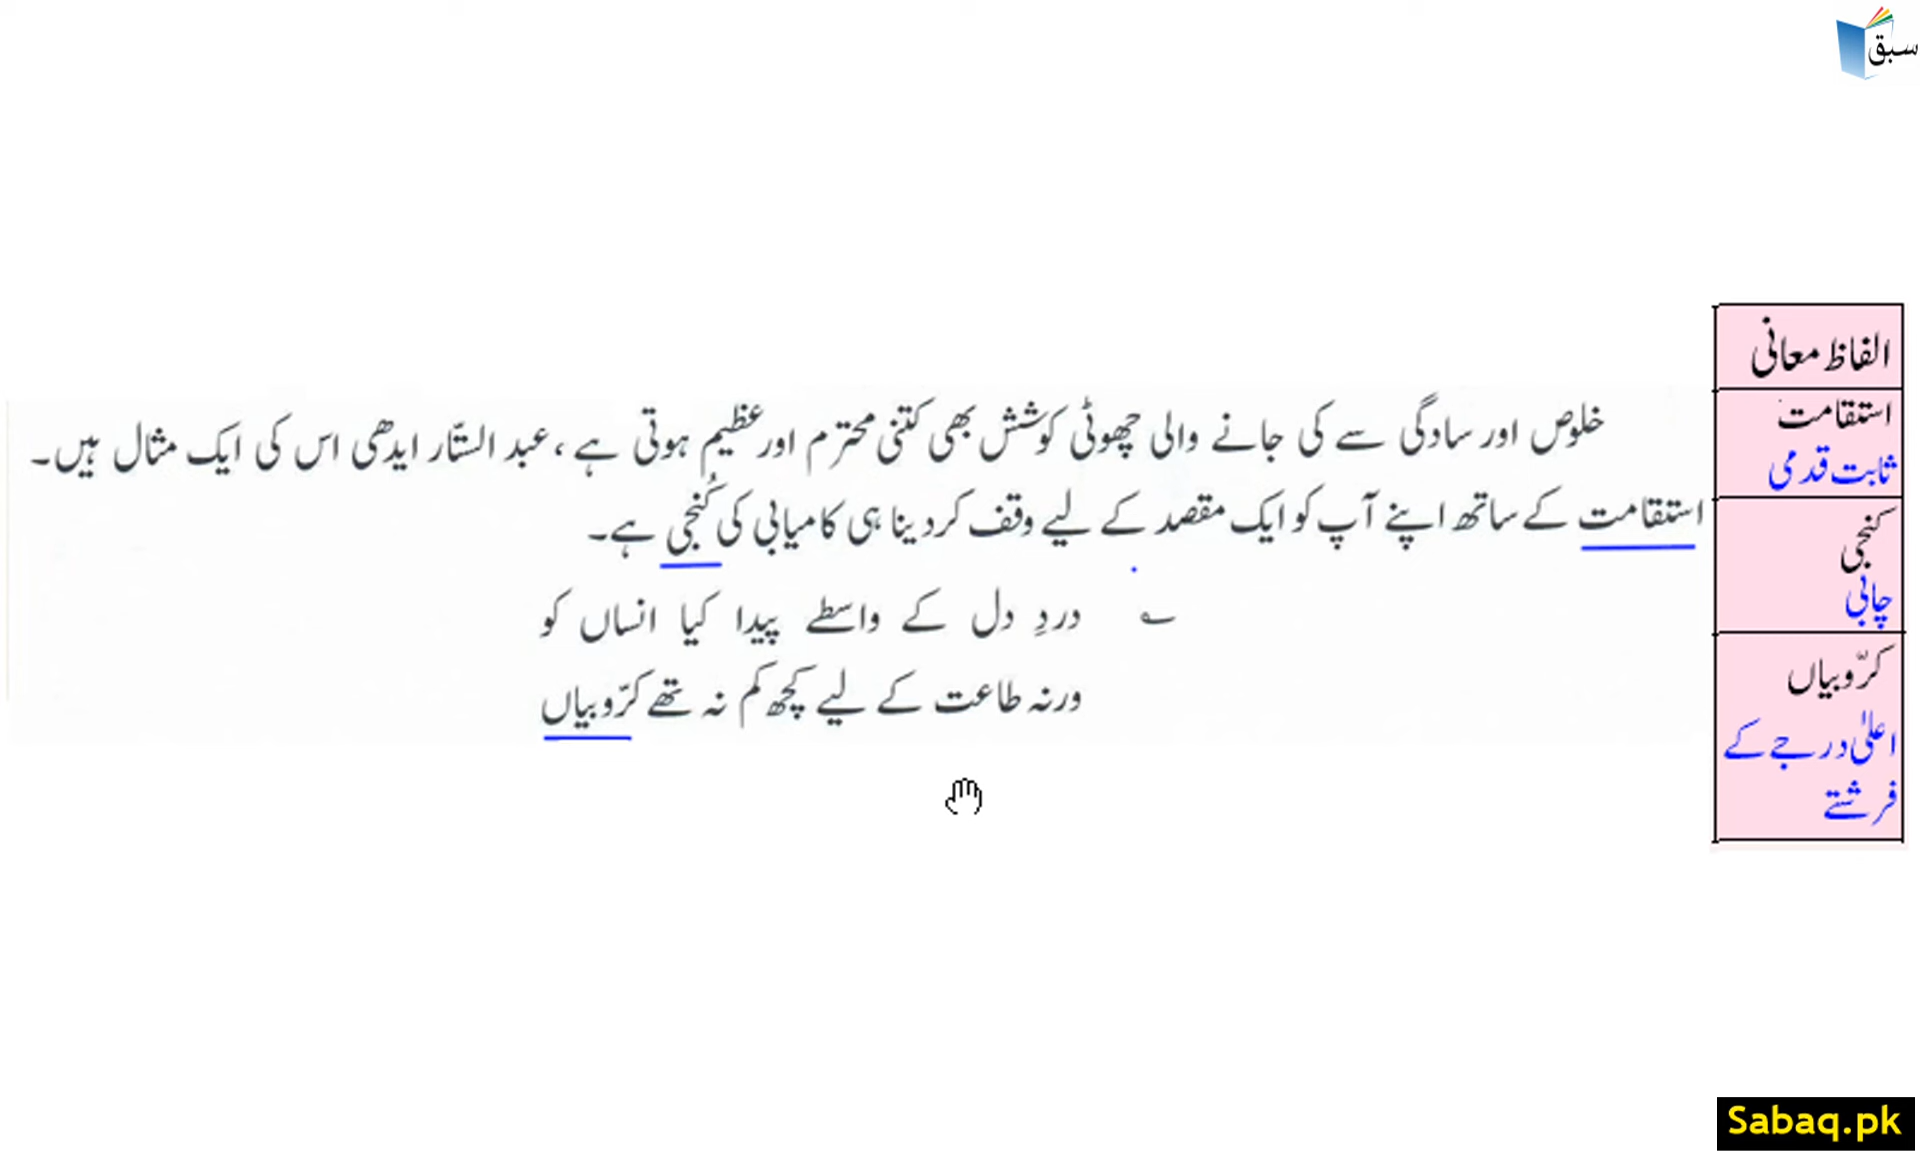 سبق
خلوص اور سادگی سے کی جانے والی چھوٹی کوشش بھی کتنی محترم اور عظیم ہوتی ہے، عبد الستّار ایدھی اس کی ایک مثال ہیں۔
استقامت کے ساتھ اپنے آپ کو ایک مقصد کے لیے وقف کر دینا ہی کامیابی کی کُنجی ہے۔
؎ دردِ دل کے واسطے پیدا کیا انساں کو
ورنہ طاعت کے لیے کچھ کم نہ تھے کرّوبیاں
الفاظ معانی
استقامت
ثابت قدمی
کنجی
چابی
کرّوبیاں
اعلیٰ درجے کے
فرشتے
Sabaq.pk